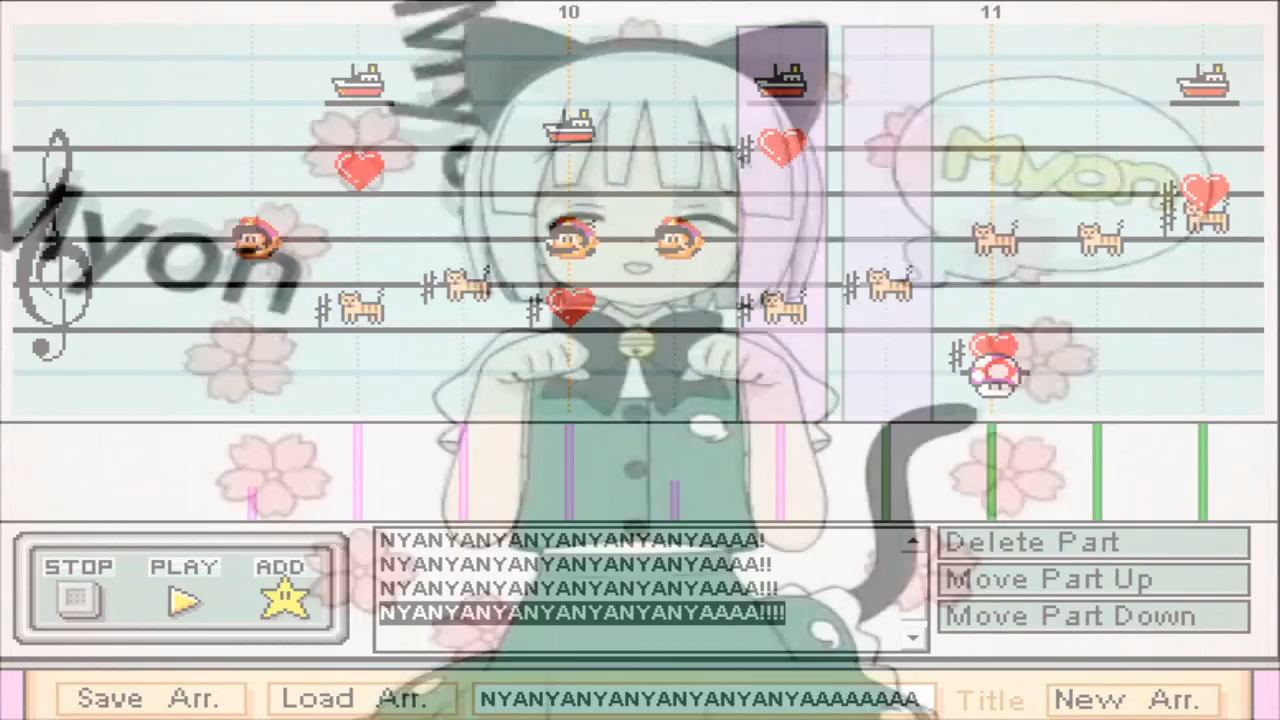 10
11
Myon
Myon
Myon
STOP
PLAY
ADD
NYANYANYANYANYANYANYAAAA!
NYANYANYANYANYANYANYAAAA!!
NYANYANYANYANYANYANYAAAA!!!
NYANYANYANYANYANYANYAAAA!!!!
Delete Part
Move Part Up
Move Part Down
Save Arr.
Load Arr.
NYANYANYANYANYANYANYAAAAAAAA
Title
New Arr.